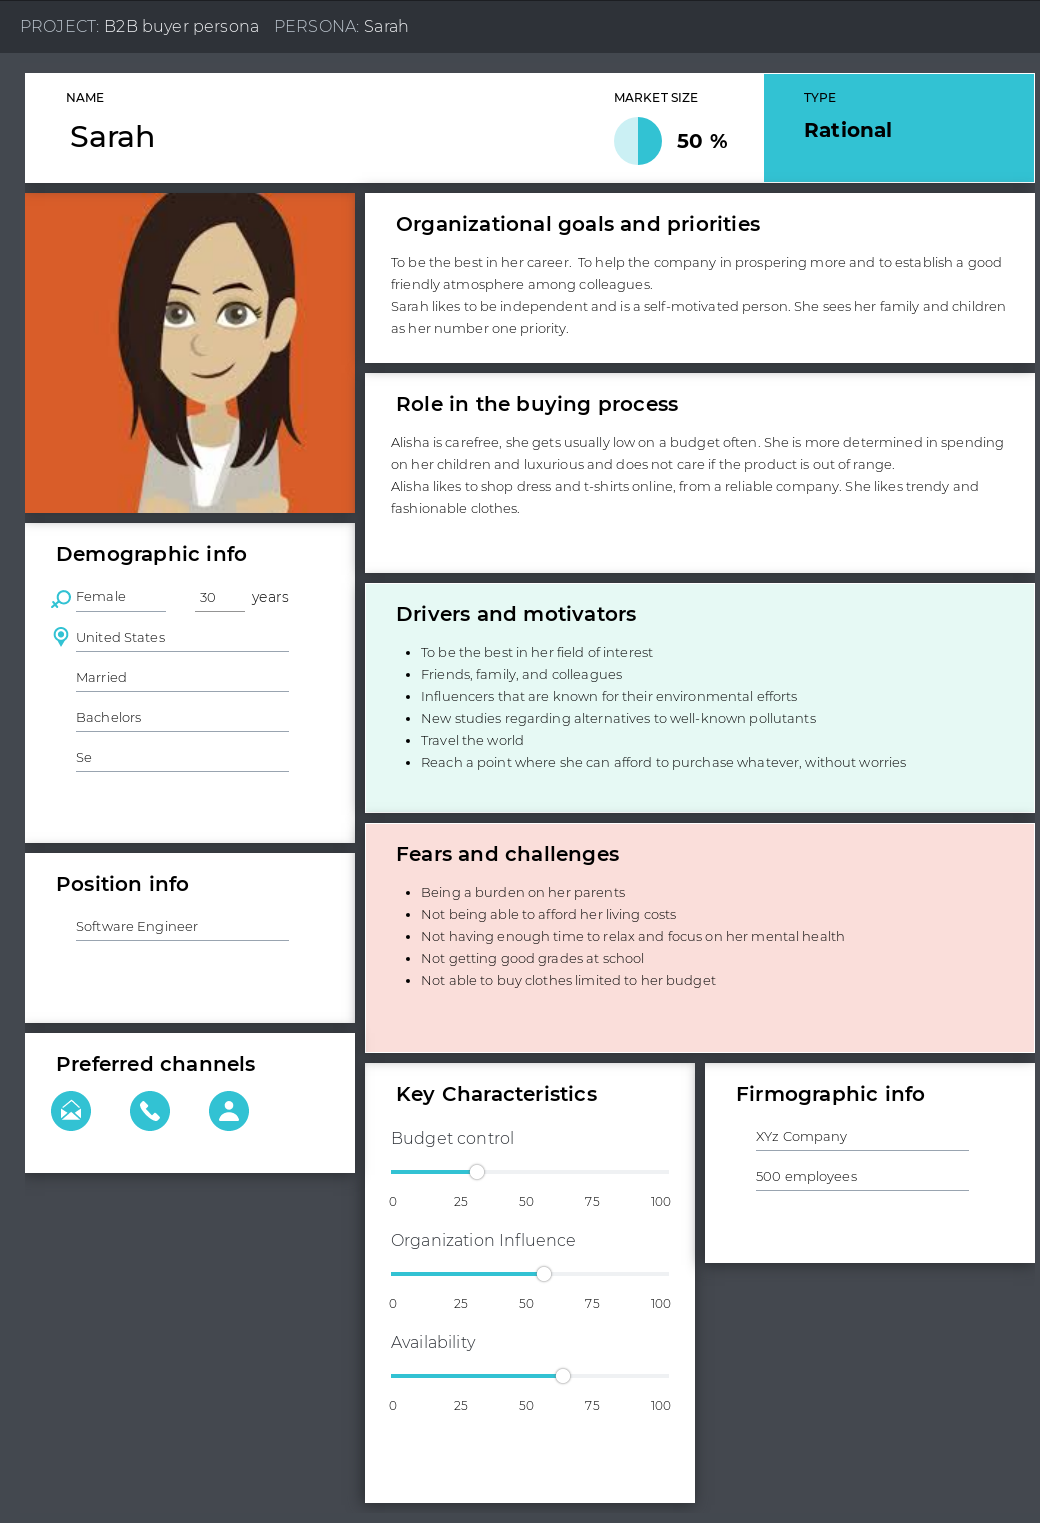 PROJECT: B2B buyer persona PERSONA: Sarah
NAME
Sarah
MARKET SIZE
50 %
TYPE
Rational
Organizational goals and priorities
To be the best in her career. To help the company in prospering more and to establish a good
friendly atmosphere among colleagues.
Sarah likes to be independent and is a self-motivated person. She sees her family and children
as her number one priority.
Role in the buying process
Alisha is carefree, she gets usually low on a budget often. She is more determined in spending
on her children and luxurious and does not care if the product is out of range.
Alisha likes to shop dress and t-shirts online, from a reliable company. She likes trendy and
fashionable clothes.
Demographic info
Female 30 years
United States
Married
Bachelors
Se
Drivers and motivators
• To be the best in her field of interest
• Friends, family, and colleagues
• Influencers that are known for their environmental efforts
• New studies regarding alternatives to well-known pollutants
• Travel the world
• Reach a point where she can afford to purchase whatever, without worries
Position info
Software Engineer
Fears and challenges
• Being a burden on her parents
• Not being able to afford her living costs
• Not having enough time to relax and focus on her mental health
• Not getting good grades at school
• Not able to buy clothes limited to her budget
Preferred channels
Key Characteristics
Budget control
0 25 50 75 100
Organization Influence
0 25 50 75 100
Availability
0 25 50 75 100
Firmographic info
XYz Company
500 employees